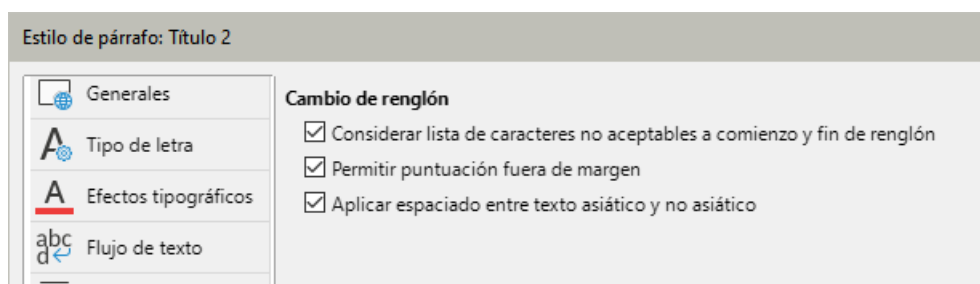 Estilo de párrafo: Título 2
Generales
Tipo de letra
Efectos tipográficos
Flujo de texto
Cambio de renglón
Considerar lista de caracteres no aceptables a comienzo y fin de renglón
Permitir puntuación fuera de margen
Aplicar espaciado entre texto asiático y no asiático